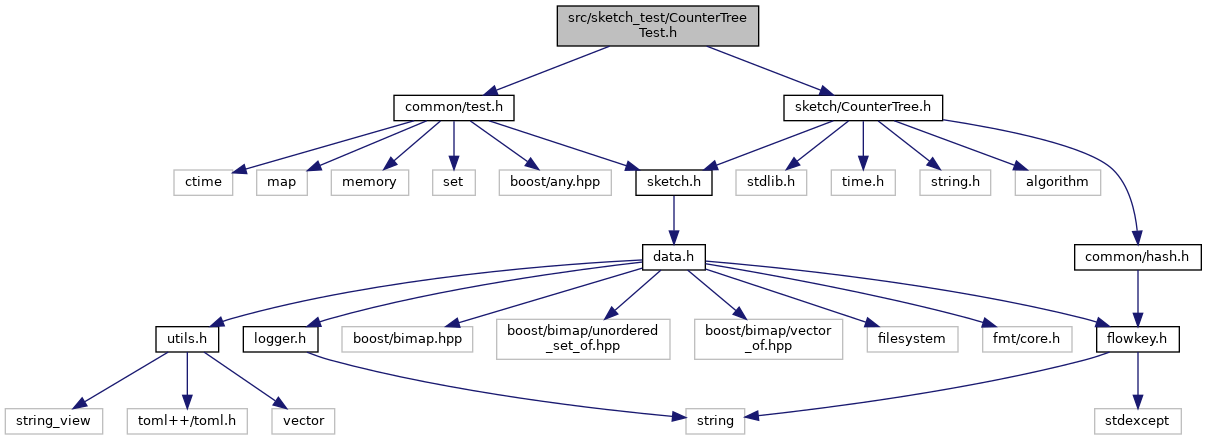 src/sketch_test/CounterTree
Test.h
common/test.h
sketch/CounterTree.h
ctime
map
memory
set
boost/any.hpp
sketch.h
stdlib.h
time.h
string.h
algorithm
data.h
common/hash.h
utils.h
logger.h
boost/bimap.hpp
boost/bimap/unordered
_set_of.hpp
boost/bimap/vector
_of.hpp
filesystem
fmt/core.h
flowkey.h
string_view
toml++/toml.h
vector
string
stdexcept